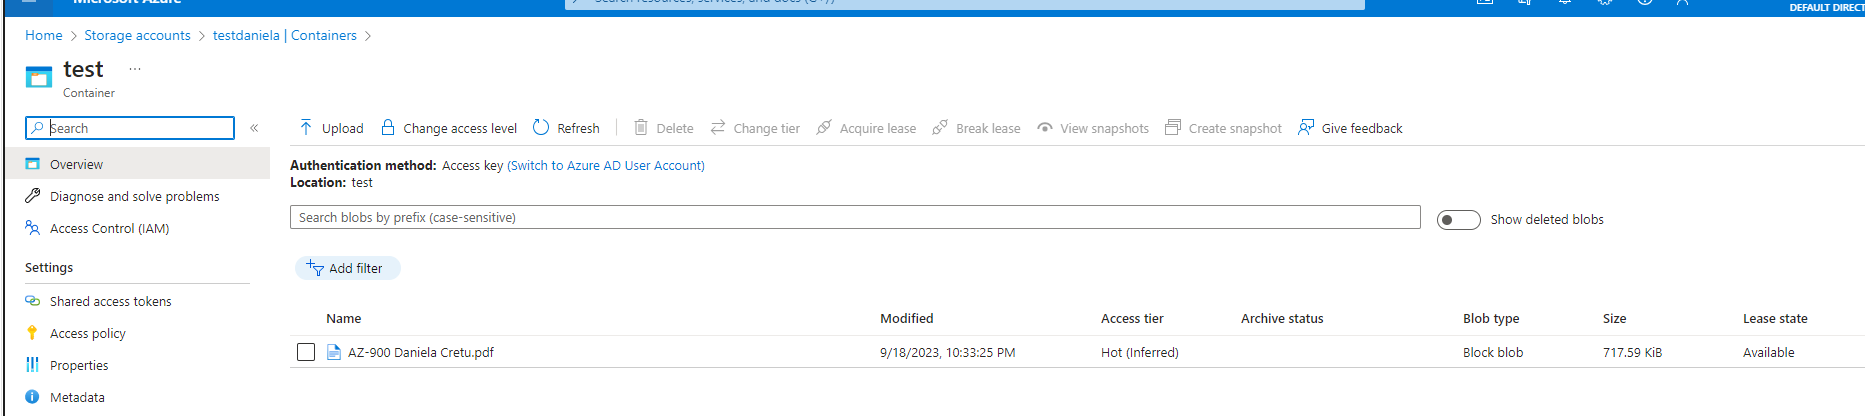 Microsoft Azure
Search resources, services, and docs (G+/)
DEFAULT DIRECT
Home > Storage accounts > testdaniela | Containers >
test ...
Container
Search «
Overview
Diagnose and solve problems
Access Control (IAM)
Settings
Shared access tokens
Access policy
Properties
Metadata
Upload Change access level Refresh Delete Change tier Acquire lease Break lease View snapshots Create snapshot Give feedback
Authentication method: Access key (Switch to Azure AD User Account)
Location: test
Search blobs by prefix (case-sensitive) Show deleted blobs
Add filter
Name Modified Access tier Archive status Blob type Size Lease state
AZ-900 Daniela Cretu.pdf 9/18/2023, 10:33:25 PM Hot (Inferred) Block blob 717.59 KiB Available